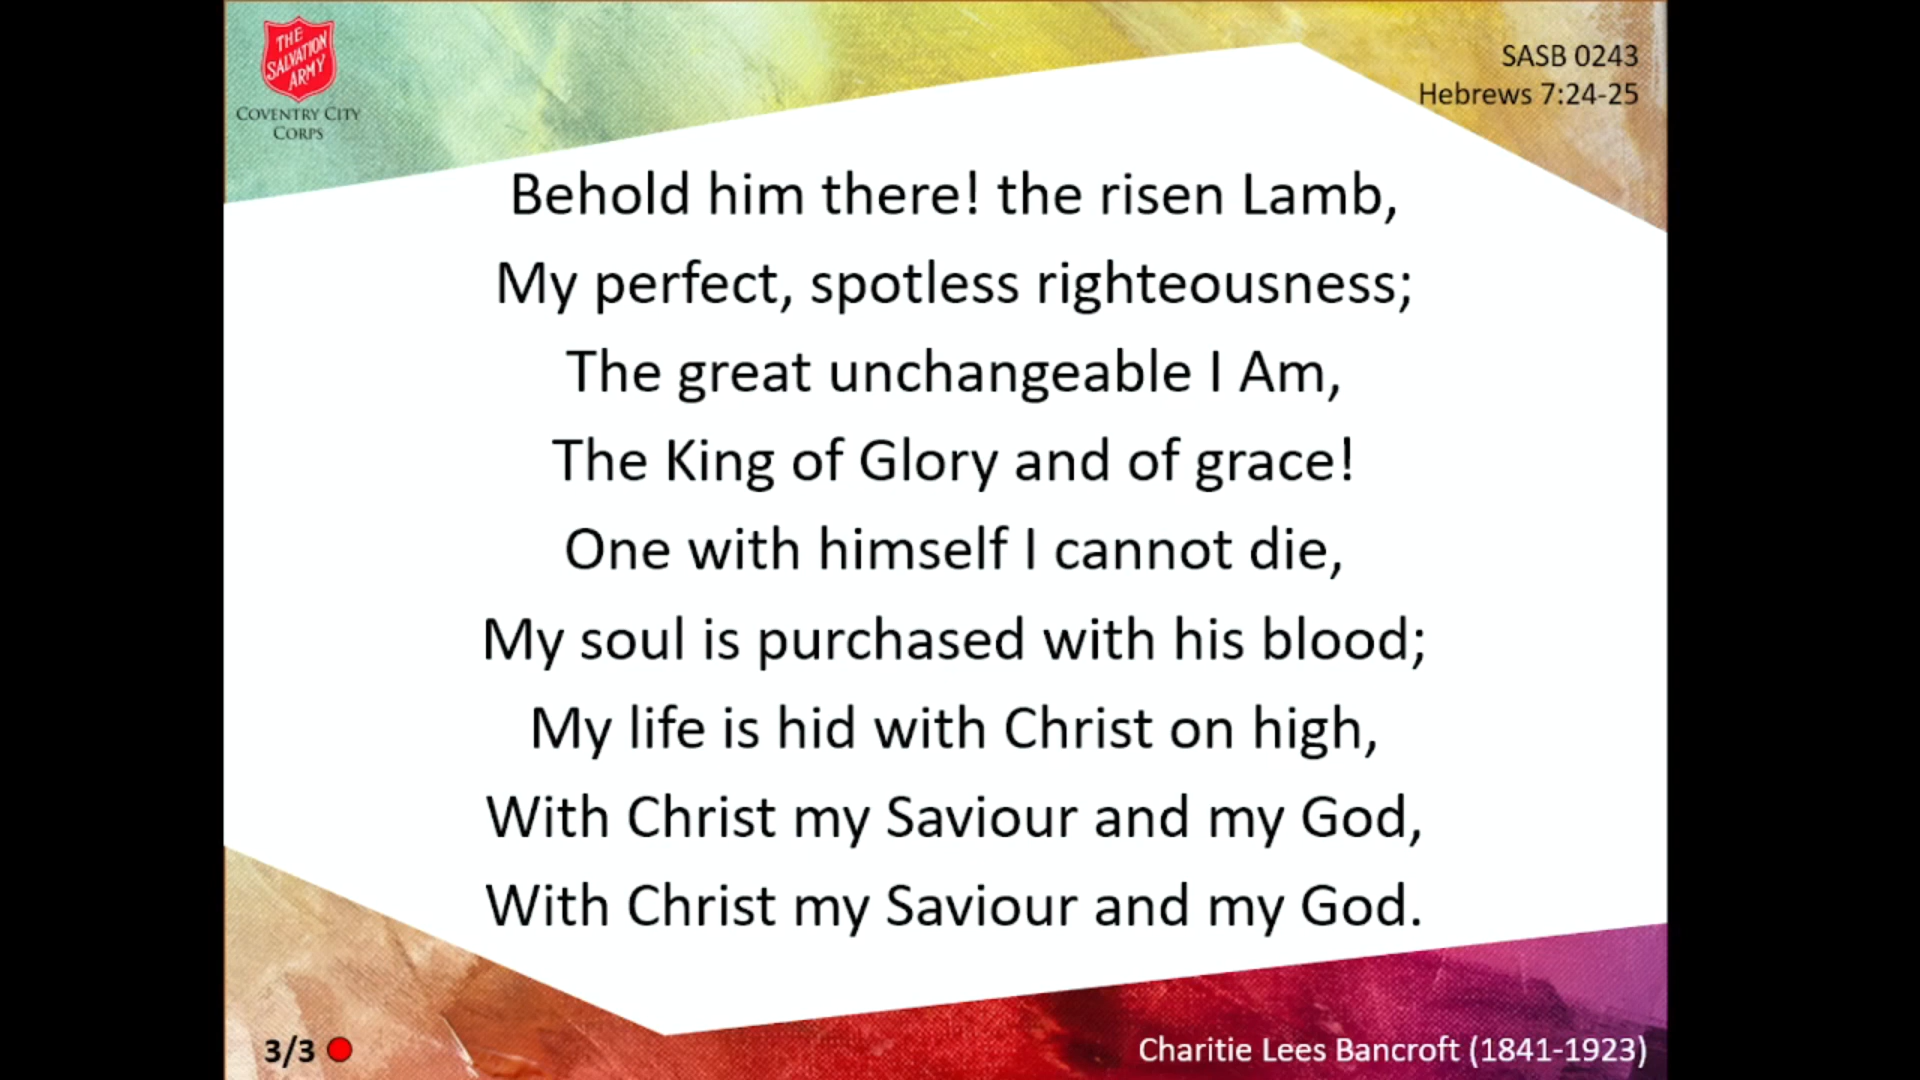 THE
SALVATION
ARMY
COVENTRY CITY
CORPS
SASB 0243
Hebrews 7:24-25
Behold him there! the risen Lamb,
My perfect, spotless righteousness;
The great unchangeable I Am,
The King of Glory and of grace!
One with himself I cannot die,
My soul is purchased with his blood;
My life is hid with Christ on high,
With Christ my Saviour and my God,
With Christ my Saviour and my God.
3/3
Charitie Lees Bancroft (1841-1923)